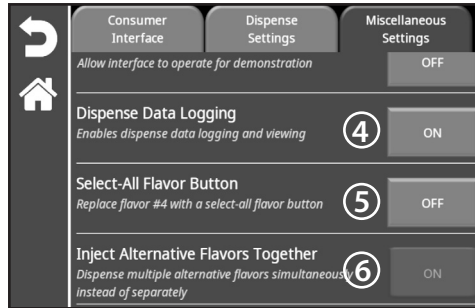 Consumer Interface
Dispense Settings
Miscellaneous Settings
Allow interface to operate for demonstration
OFF
Dispense Data Logging
Enables dispense data logging and viewing
④
ON
Select-All Flavor Button
Replace flavor #4 with a select-all flavor button
⑤
OFF
Inject Alternative Flavors Together
Dispense multiple alternative flavors simultaneously
instead of separately
⑥
ON